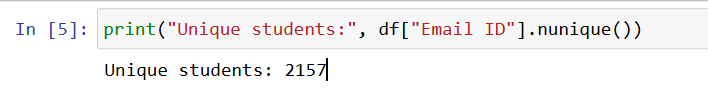 In [5]: print("Unique students:", df["Email ID"].nunique())
Unique students: 2157